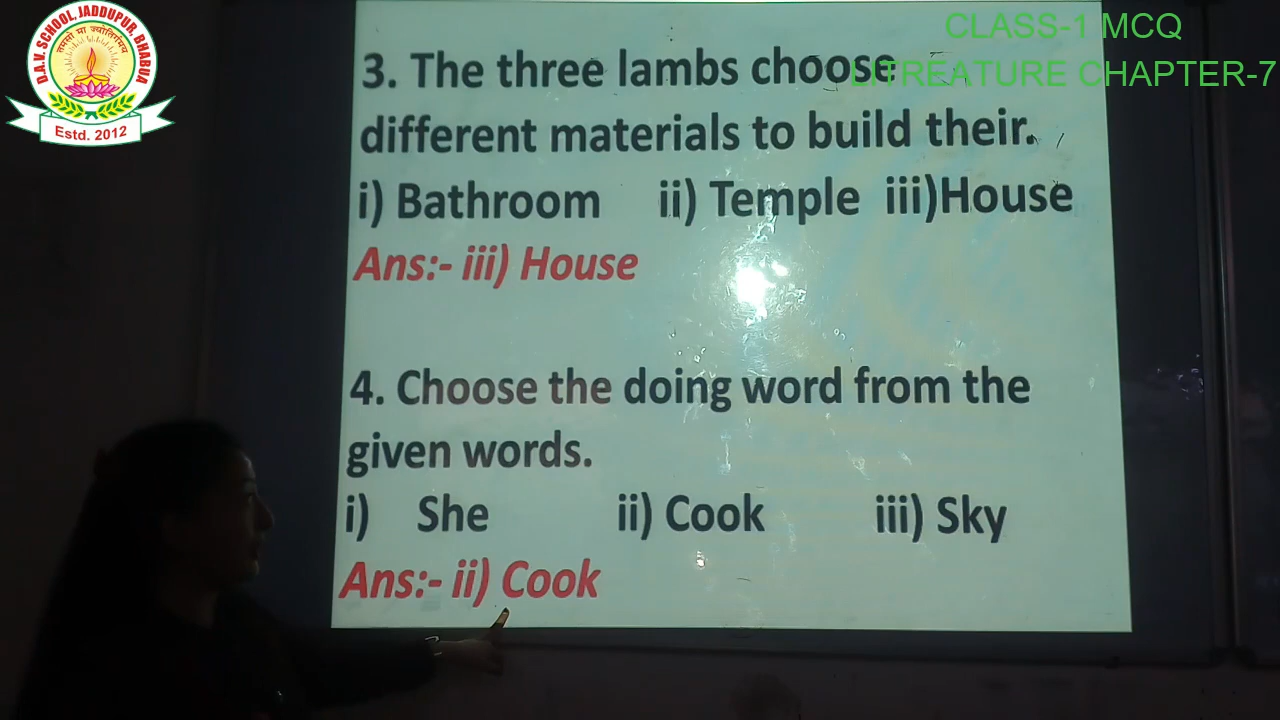 D.A.V. SCHOOL, JADDUPUR, BHABUA
तमसो मा ज्योतिर्गमय
Estd. 2012
CLASS-1 MCQ
LITREATURE CHAPTER-7
3. The three lambs choose
different materials to build their.
i) Bathroom ii) Temple iii)House
Ans:- iii) House
4. Choose the doing word from the
given words.
i) She ii) Cook iii) Sky
Ans:- ii) Cook